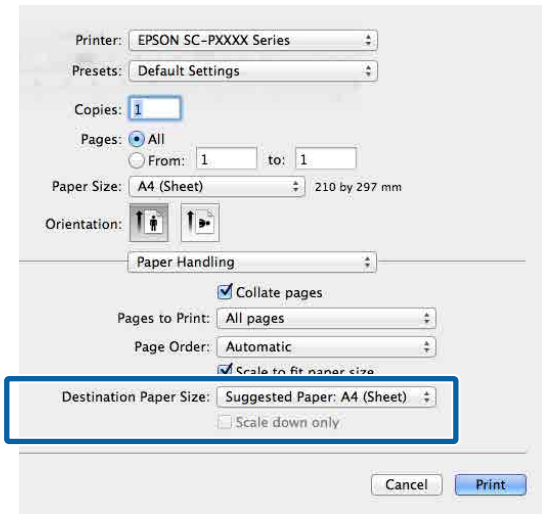 Printer: EPSON SC-PXXXX Series
Presets: Default Settings
Copies: 1
Pages: All
From: 1 to: 1
Paper Size: A4 (Sheet) 210 by 297 mm
Orientation:
Paper Handling
Collate pages
Pages to Print: All pages
Page Order: Automatic
Scale to fit paper size
Destination Paper Size: Suggested Paper: A4 (Sheet)
Scale down only
Cancel Print